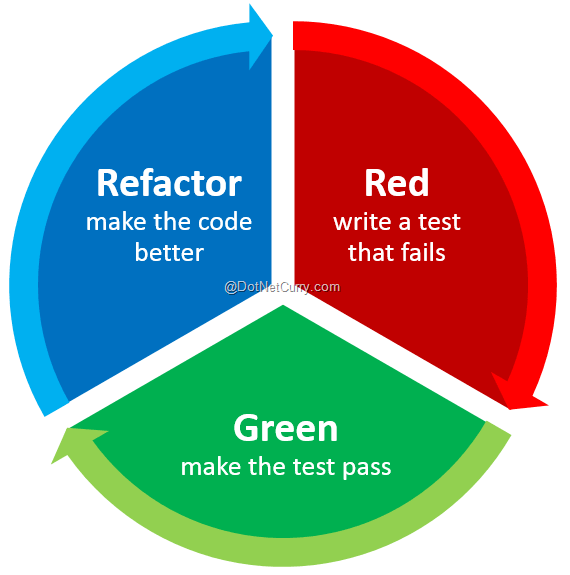 Refactor
make the code
better
Red
write a test
that fails
@DotNetCurry.com
Green
make the test pass